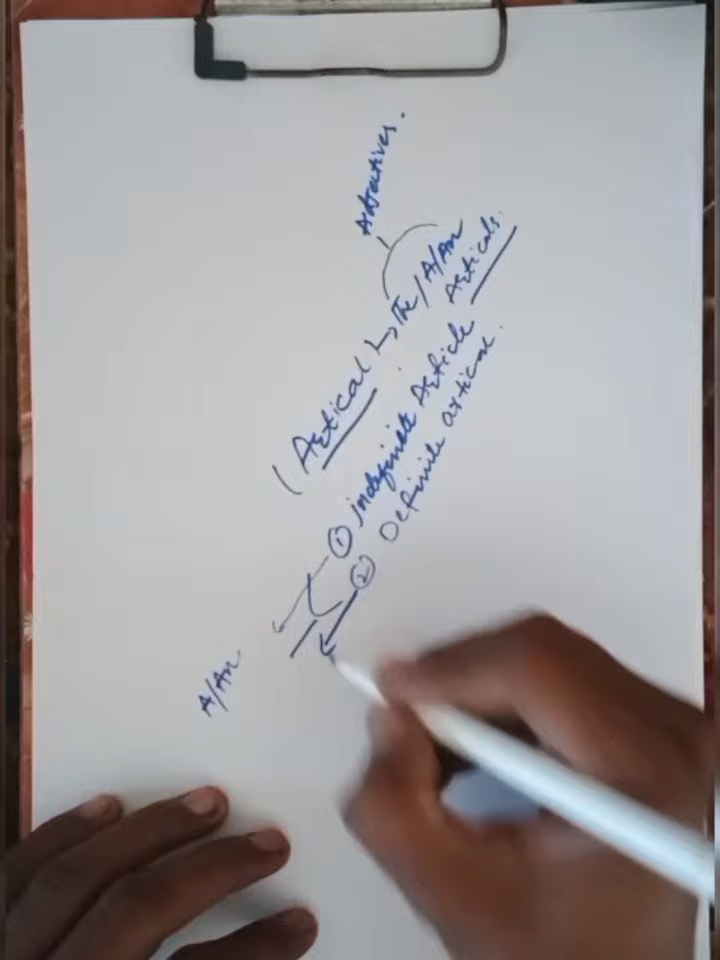 Adjectives.
(Artical ↳ The/A/An
Articals.
① indefinite Article
② Definite artical.
A/An